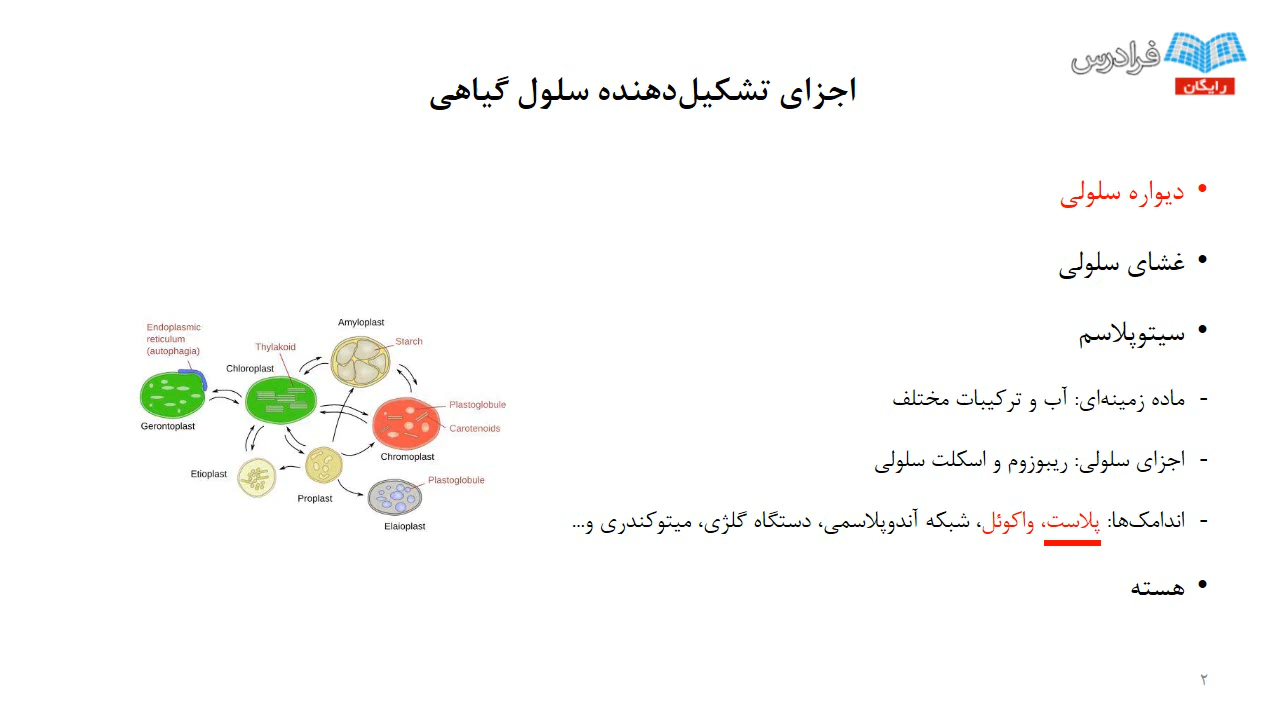 فرادرس
رایگان
اجزای تشکیل‌دهنده سلول گیاهی
• دیواره سلولی
• غشای سلولی
• سیتوپلاسم
- ماده زمینه‌ای: آب و ترکیبات مختلف
- اجزای سلولی: ریبوزوم و اسکلت سلولی
- اندامک‌ها: پلاست، واکوئل، شبکه آندوپلاسمی، دستگاه گلژی، میتوکندری و...
• هسته
Endoplasmic
reticulum
(autophagia)
Gerontoplast
Thylakoid
Chloroplast
Amyloplast
Starch
Plastoglobule
Carotenoids
Chromoplast
Etioplast
Proplast
Plastoglobule
Elaioplast
۲